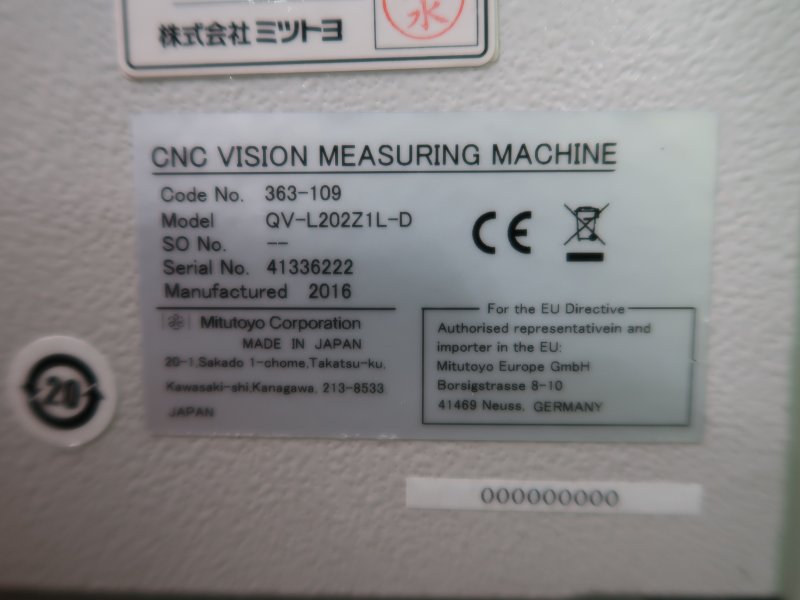 株式会社 ミツトヨ
水
CNC VISION MEASURING MACHINE
Code No. 363-109
Model QV-L202Z1L-D
SO No. --
Serial No. 41336222
Manufactured 2016
Mitutoyo Corporation
MADE IN JAPAN
20-1,Sakado 1-chome,Takatsu-ku,
Kawasaki-shi,Kanagawa, 213-8533
JAPAN
CE
For the EU Directive
Authorised representativein and
importer in the EU:
Mitutoyo Europe GmbH
Borsigstrasse 8-10
41469 Neuss, GERMANY
20
000000000